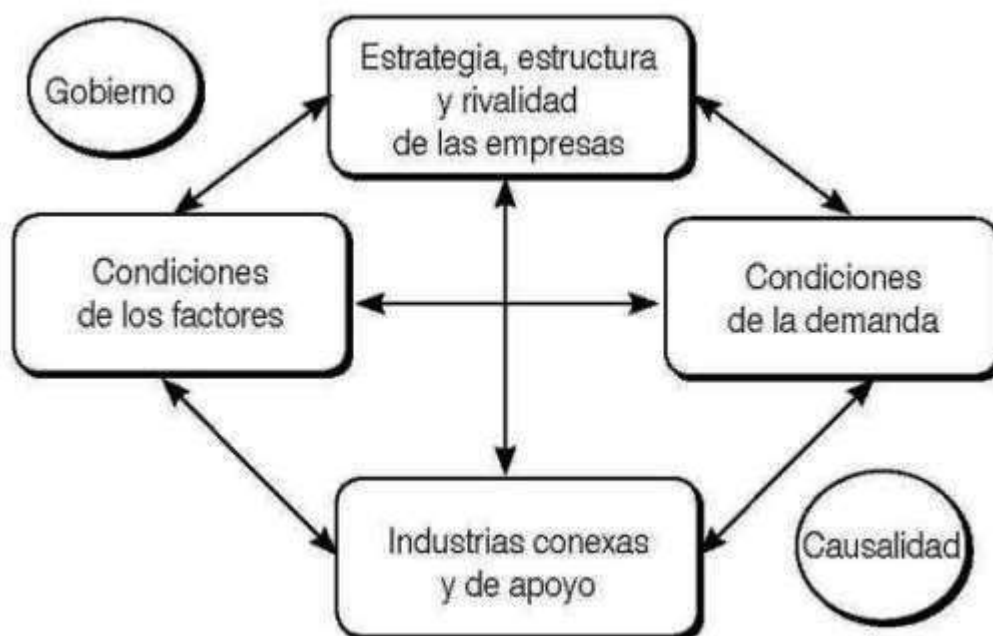 Gobierno
Estrategia, estructura
y rivalidad
de las empresas
Condiciones
de los factores
Condiciones
de la demanda
Industrias conexas
y de apoyo
Causalidad